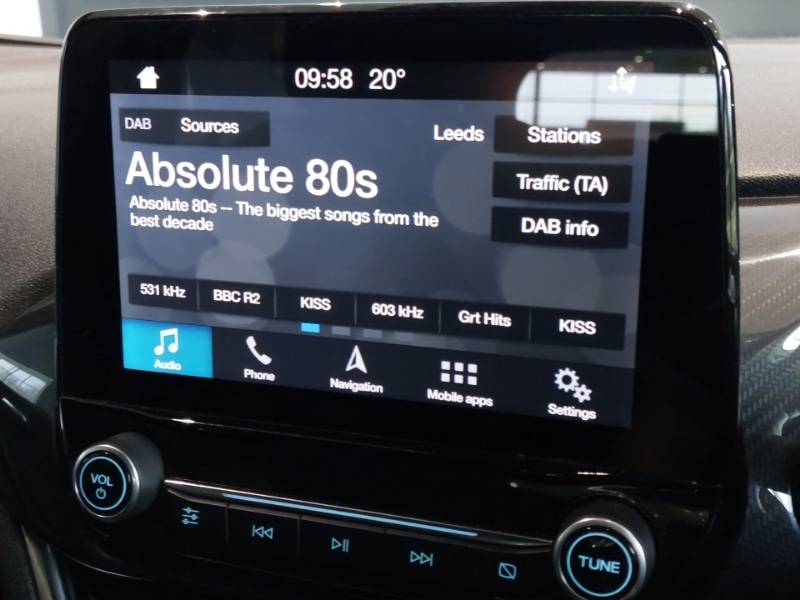 09:58 20°
DAB Sources Leeds Stations
Absolute 80s
Traffic (TA)
Absolute 80s -- The biggest songs from the
best decade
DAB info
531 kHz BBC R2 KISS 603 kHz Grt Hits KISS
Audio Phone Navigation Mobile apps Settings
VOL
TUNE